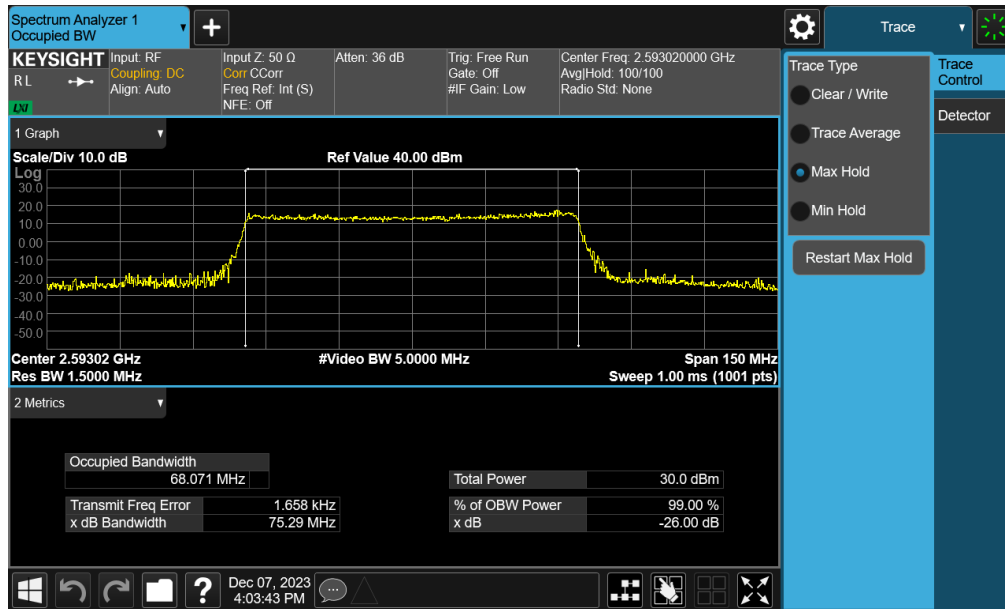 Spectrum Analyzer 1
Occupied BW
+
Trace
KEYSIGHT
R L
LXI
Input: RF
Coupling: DC
Align: Auto
Input Z: 50 Ω
Corr CCorr
Freq Ref: Int (S)
NFE: Off
Atten: 36 dB
Trig: Free Run
Gate: Off
#IF Gain: Low
Center Freq: 2.593020000 GHz
Avg|Hold: 100/100
Radio Std: None
Trace Type
Clear / Write
Trace Average
Max Hold
Min Hold
Restart Max Hold
Trace
Control
Detector
1 Graph
Scale/Div 10.0 dB
Ref Value 40.00 dBm
Log
30.0
20.0
10.0
0.00
-10.0
-20.0
-30.0
-40.0
-50.0
Center 2.59302 GHz
#Video BW 5.0000 MHz
Span 150 MHz
Res BW 1.5000 MHz
Sweep 1.00 ms (1001 pts)
2 Metrics
Occupied Bandwidth
68.071 MHz
Total Power 30.0 dBm
Transmit Freq Error 1.658 kHz
% of OBW Power 99.00 %
x dB Bandwidth 75.29 MHz
x dB -26.00 dB
?
Dec 07, 2023
4:03:43 PM